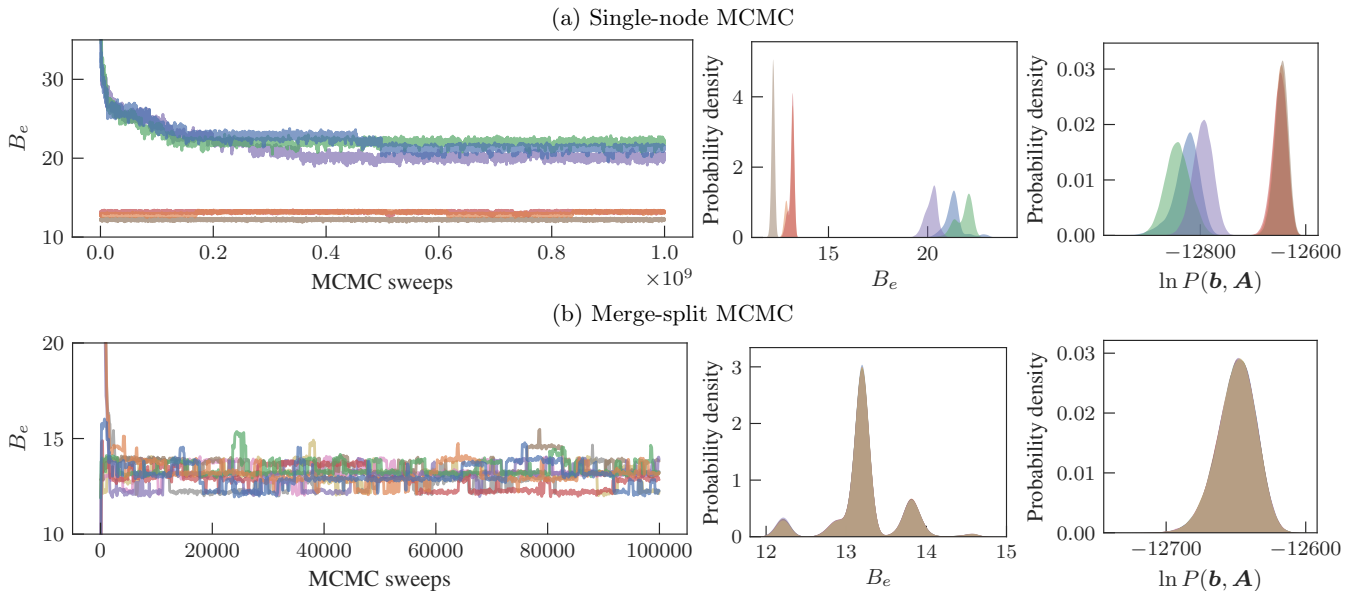 (a) Single-node MCMC
30
20
10
B_e
0.0 0.2 0.4 0.6 0.8 1.0
×10^9
MCMC sweeps
Probability density
4
2
0
15 20
B_e
Probability density
0.03
0.02
0.01
0.00
−12800 −12600
ln P(b, A)
(b) Merge-split MCMC
20
15
10
B_e
0 20000 40000 60000 80000 100000
MCMC sweeps
Probability density
3
2
1
0
12 13 14 15
B_e
Probability density
0.03
0.02
0.01
0.00
−12700 −12600
ln P(b, A)